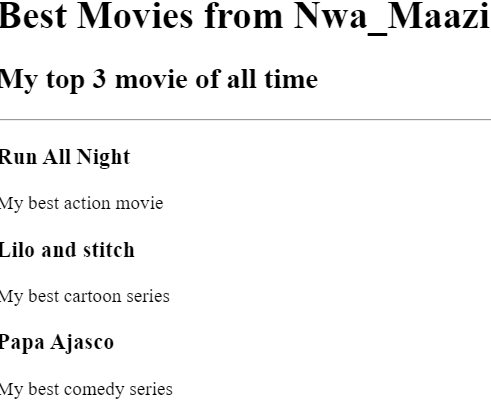 Best Movies from Nwa_Maazi
My top 3 movie of all time
Run All Night
My best action movie
Lilo and stitch
My best cartoon series
Papa Ajasco
My best comedy series